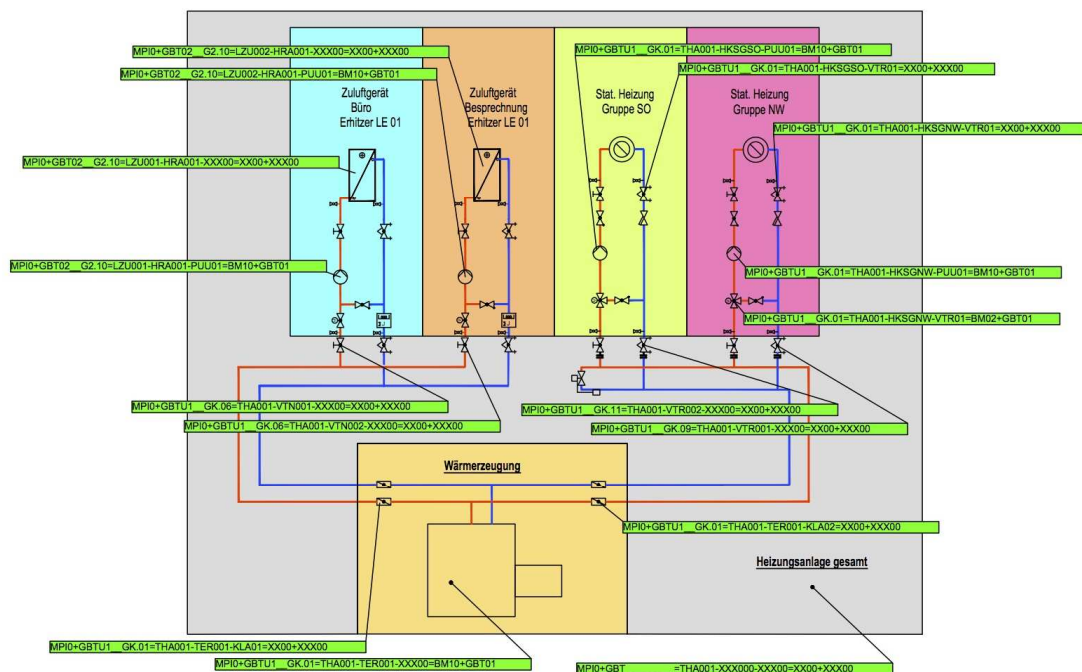 MPI0+GBT02__G2.10=LZU002-HRA001-XXX00=XX00+XXX00
MPI0+GBTU1__GK.01=THA001-HKSGSO-PUU01=BM10+GBT01
MPI0+GBT02__G2.10=LZU002-HRA001-PUU01=BM10+GBT01
MPI0+GBTU1__GK.01=THA001-HKSGSO-VTR01=XX00+XXX00
Zuluftgerät
Büro
Erhitzer LE 01
Zuluftgerät
Besprechnung
Erhitzer LE 01
Stat. Heizung
Gruppe SO
Stat. Heizung
Gruppe NW
MPI0+GBTU1__GK.01=THA001-HKSGNW-VTR01=XX00+XXX00
MPI0+GBT02__G2.10=LZU001-HRA001-XXX00=XX00+XXX00
MPI0+GBT02__G2.10=LZU001-HRA001-PUU01=BM10+GBT01
MPI0+GBTU1__GK.01=THA001-HKSGNW-PUU01=BM10+GBT01
MPI0+GBTU1__GK.01=THA001-HKSGNW-VTR01=BM02+GBT01
MPI0+GBTU1__GK.06=THA001-VTN001-XXX00=XX00+XXX00
MPI0+GBTU1__GK.11=THA001-VTR002-XXX00=XX00+XXX00
MPI0+GBTU1__GK.06=THA001-VTN002-XXX00=XX00+XXX00
MPI0+GBTU1__GK.09=THA001-VTR001-XXX00=XX00+XXX00
Wärmerzeugung
MPI0+GBTU1__GK.01=THA001-TER001-KLA02=XX00+XXX00
Heizungsanlage gesamt
MPI0+GBTU1__GK.01=THA001-TER001-KLA01=XX00+XXX00
MPI0+GBTU1__GK.01=THA001-TER001-XXX00=BM10+GBT01
MPI0+GBT________=THA001-XXX000-XXX00=XX00+XXX00